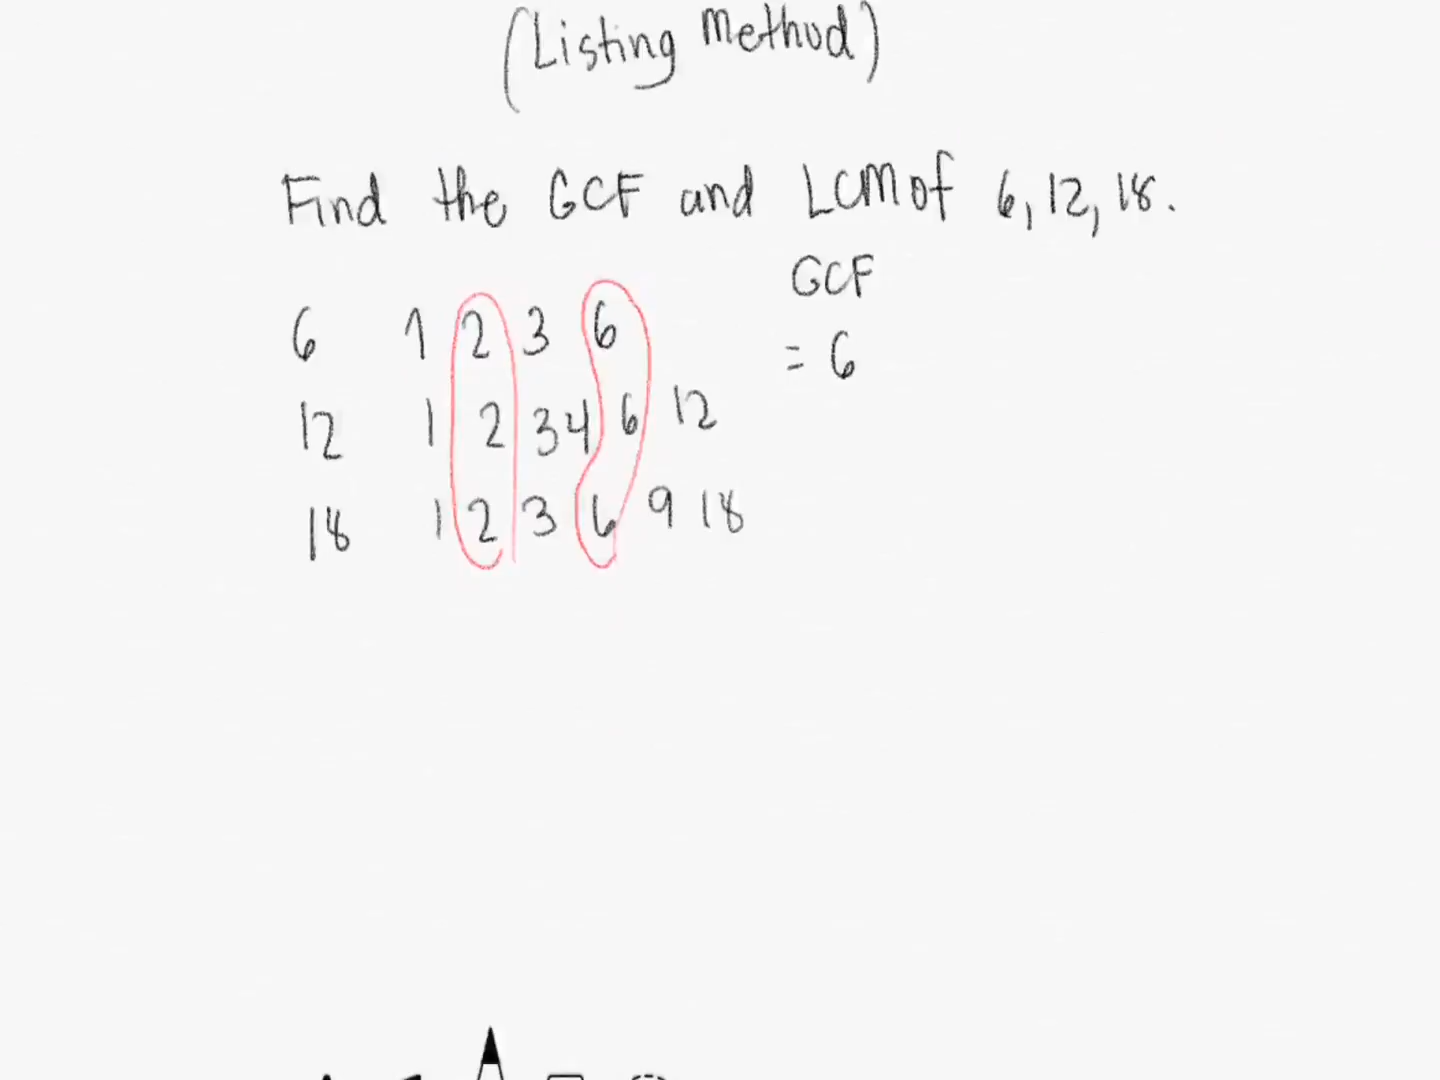 (Listing Method)
Find the GCF and LCM of 6, 12, 18.
GCF
= 6
6 1 2 3 6
12 1 2 3 4 6 12
18 1 2 3 6 9 18